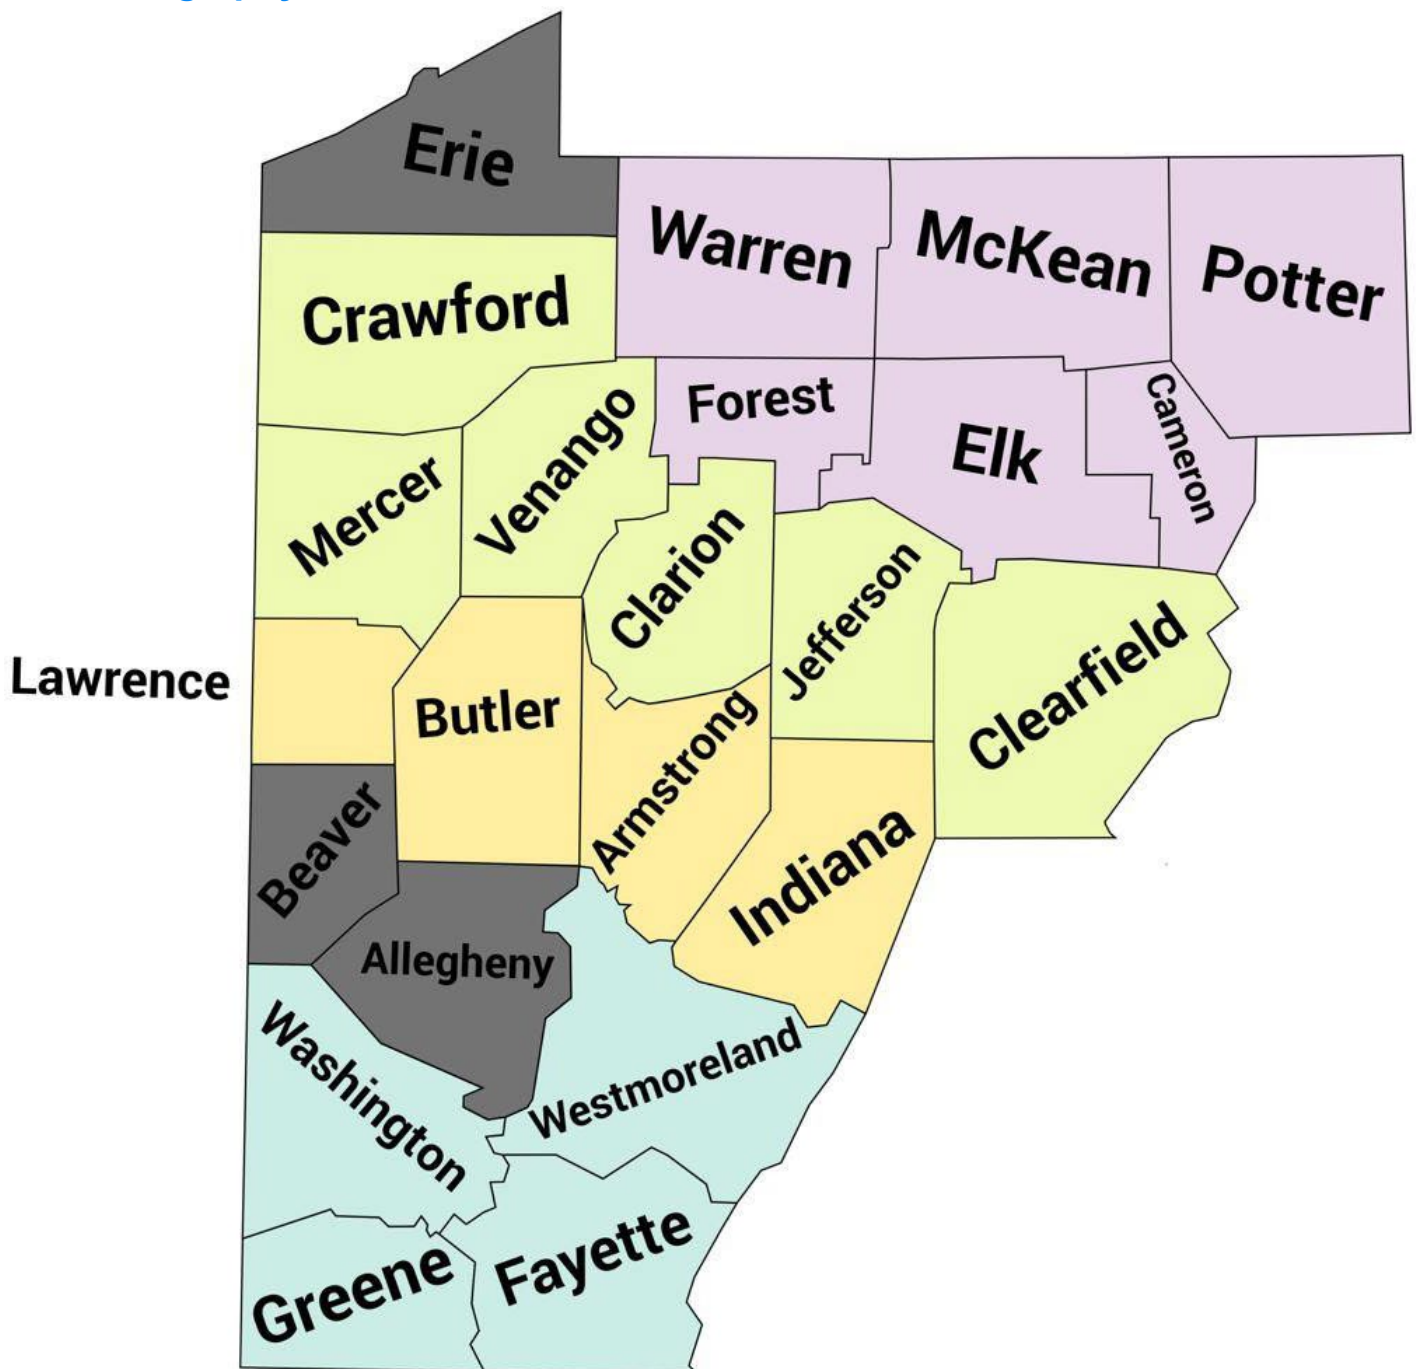 Erie
Warren
McKean
Potter
Crawford
Forest
Cameron
Venango
Elk
Mercer
Clarion
Jefferson
Lawrence
Butler
Clearfield
Armstrong
Beaver
Indiana
Allegheny
Washington
Westmoreland
Greene
Fayette